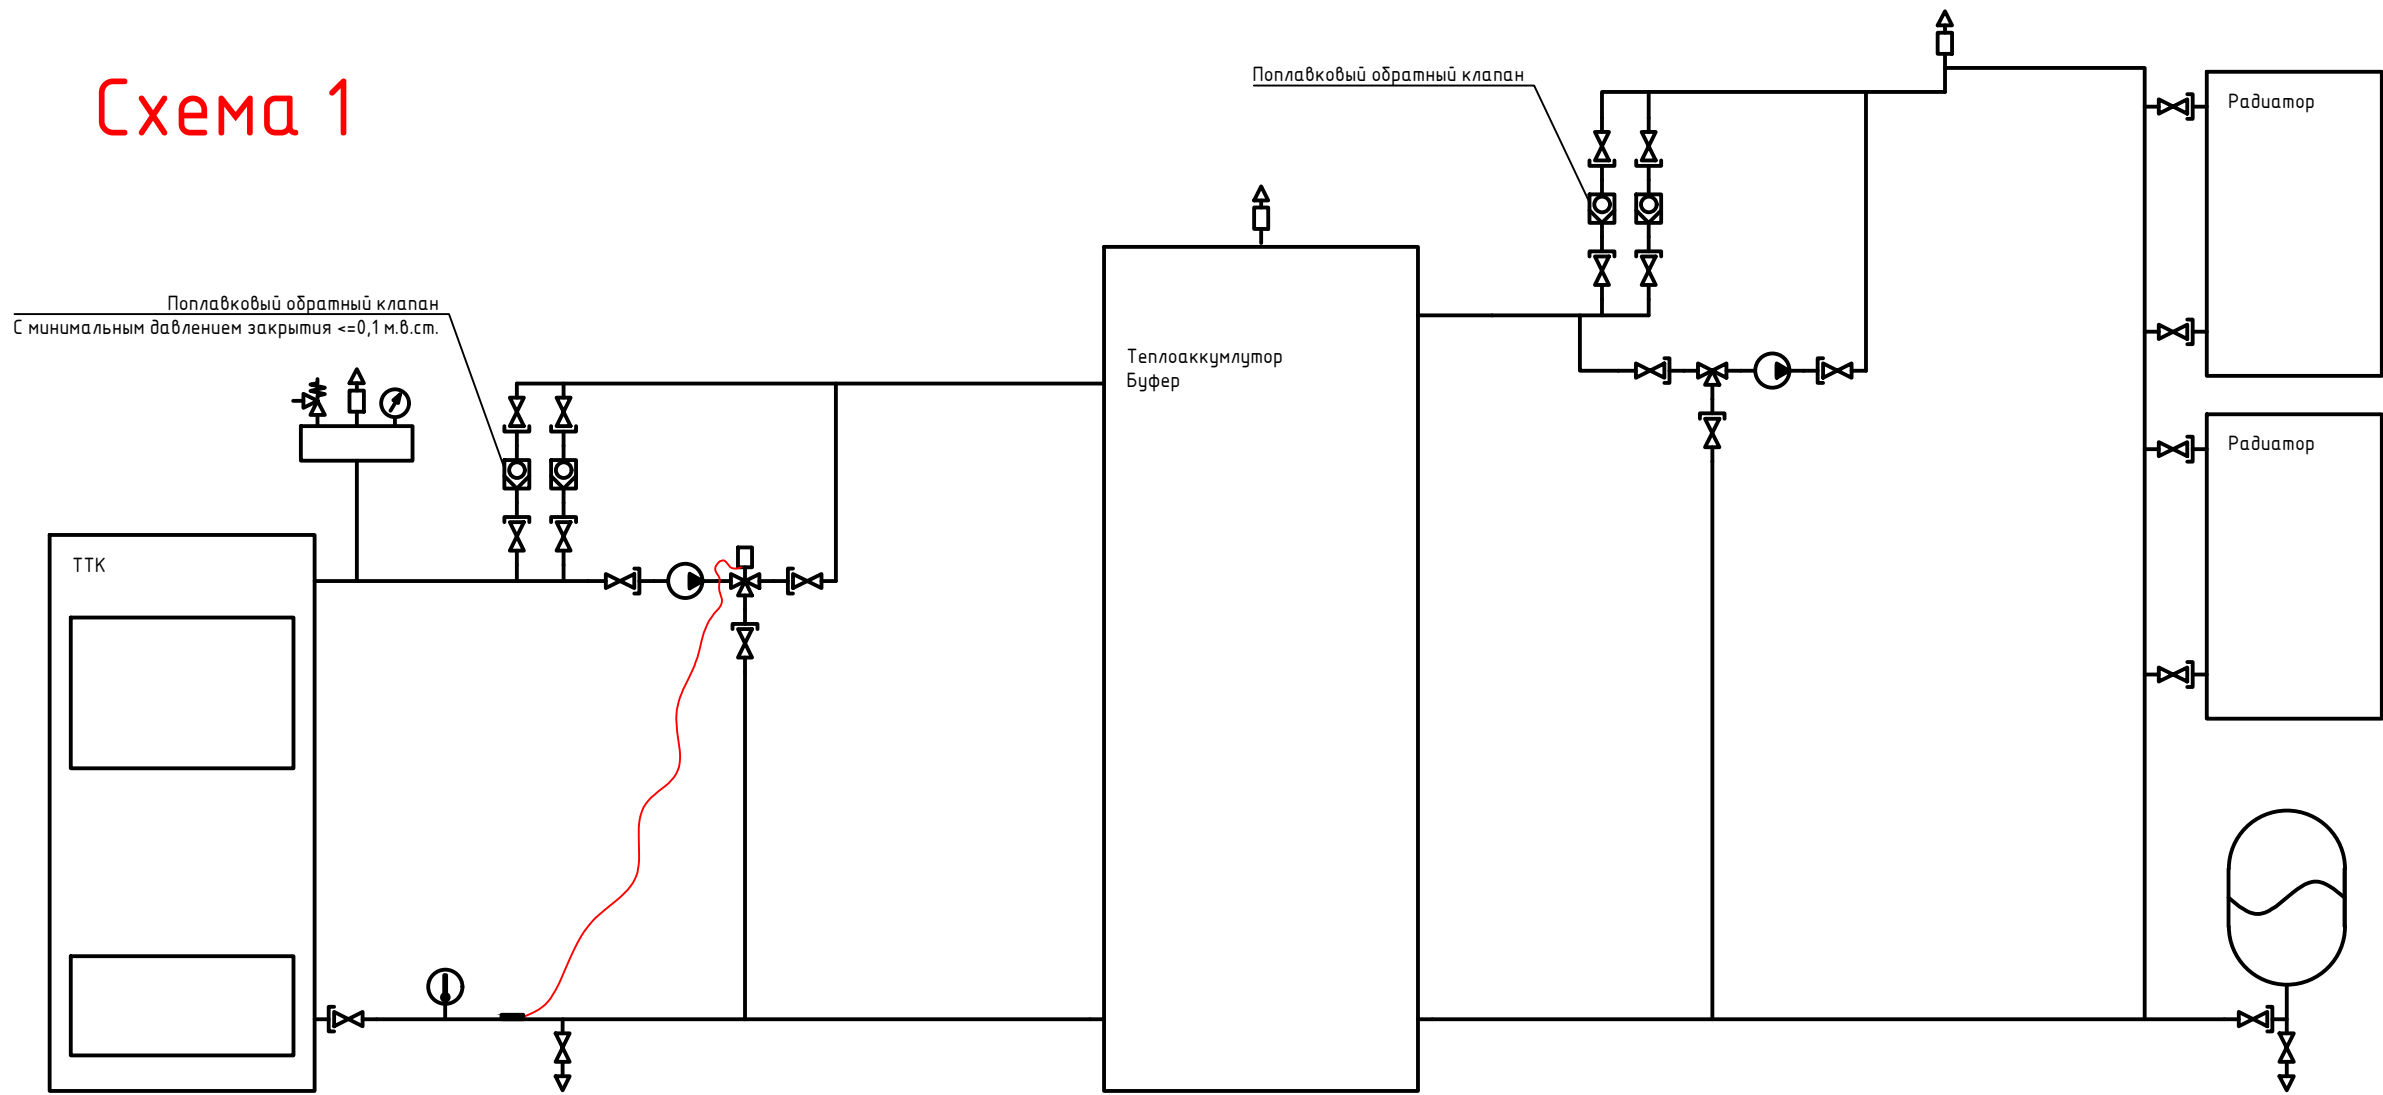 Схема 1
Поплавковый обратный клапан
Радиатор
Поплавковый обратный клапан
С минимальным давлением закрытия <=0,1 м.в.ст.
Теплоаккумлутор
Буфер
Радиатор
ТТК